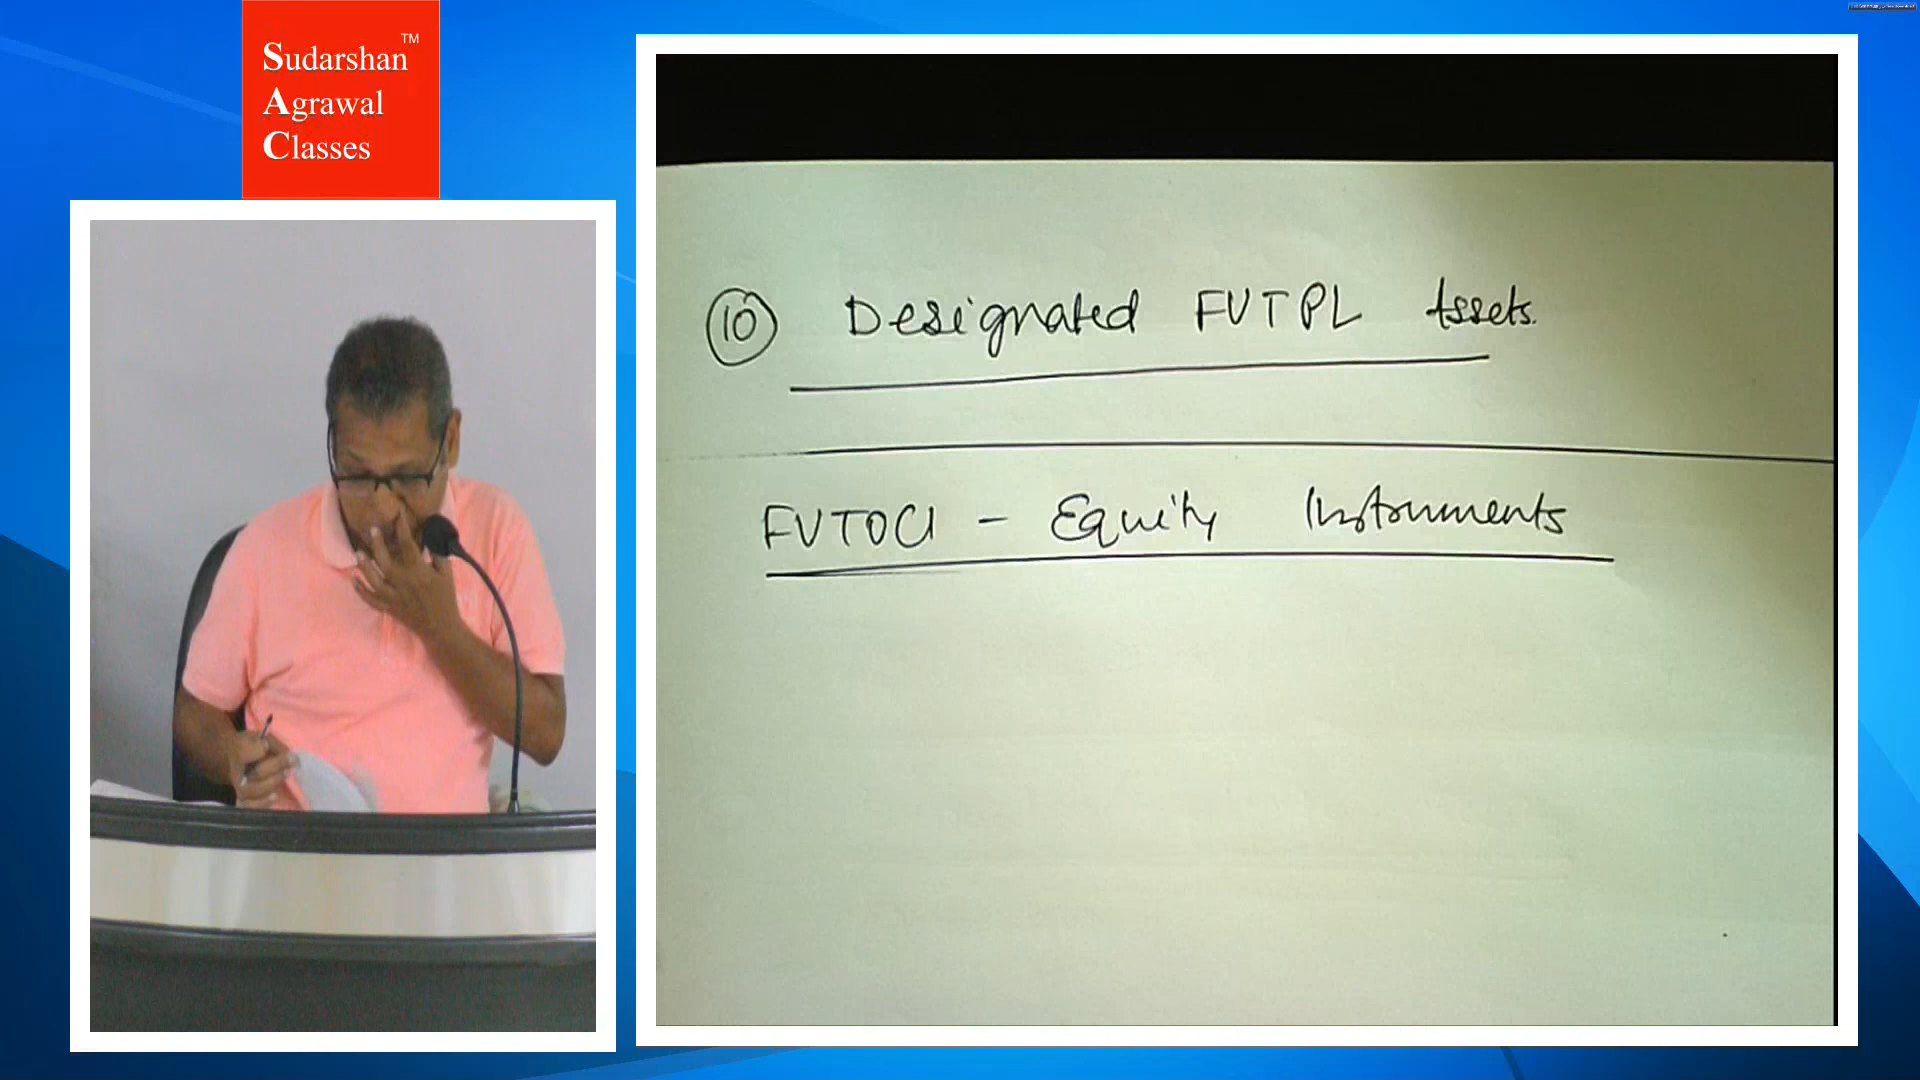 Sudarshan™
Agrawal
Classes
10 Designated FVTPL Assets.
FVTOCI - Equity Instruments